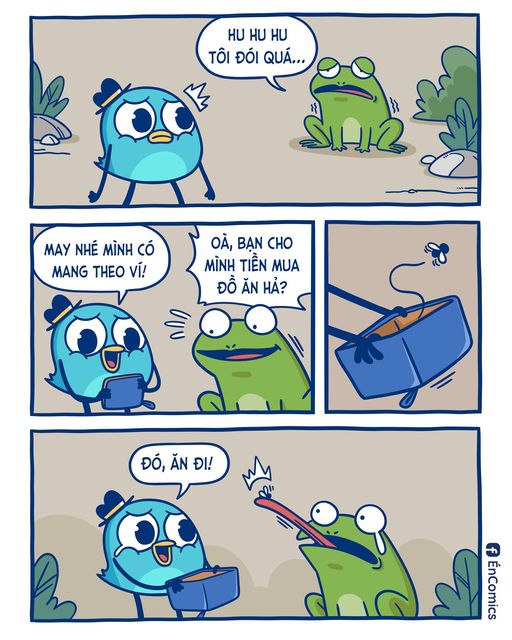 HU HU HU
TÔI ĐÓI QUÁ...
MAY NHÉ MÌNH CÓ
MANG THEO VÍ!
OÀ, BẠN CHO
MÌNH TIỀN MUA
ĐỒ ĂN HẢ?
ĐÓ, ĂN ĐI!
ÉnComics